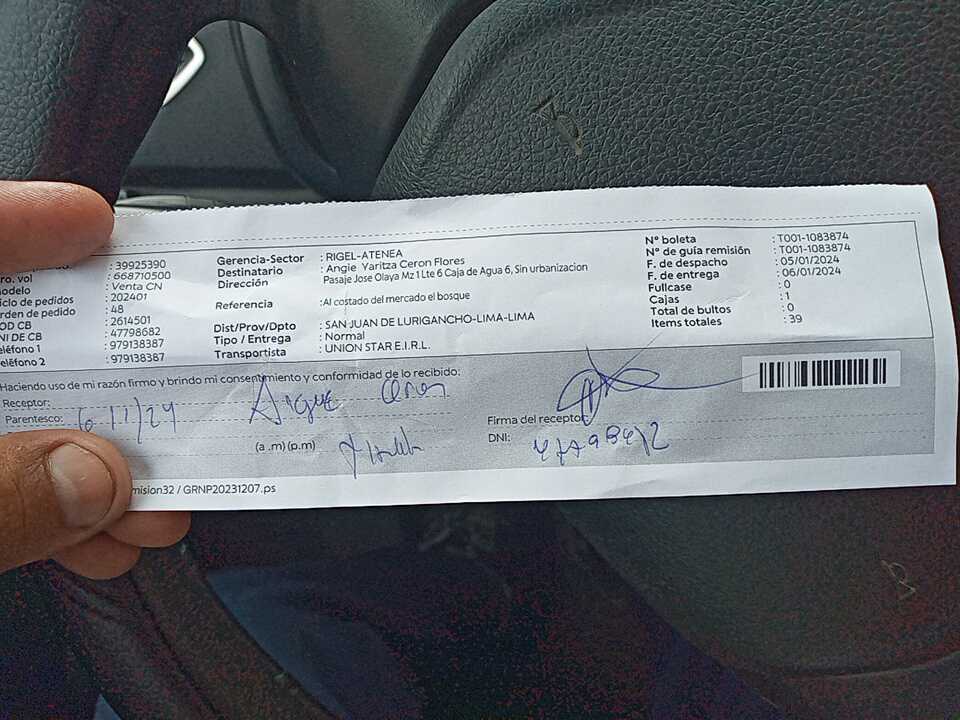 : 39925390
ro. vol : 668710500
odelo : Venta CN
iclo de pedidos : 202401
rden de pedido : 48
OD CB : 2614501
NI DE CB : 47798682
eléfono 1 : 979138387
eléfono 2 : 979138387
Gerencia-Sector : RIGEL-ATENEA
Destinatario : Angie Yaritza Ceron Flores
Dirección Pasaje Jose Olaya Mz 1 Lte 6 Caja de Agua 6, Sin urbanizacion
Referencia :Al costado del mercado el bosque
Dist/Prov/Dpto : SAN JUAN DE LURIGANCHO-LIMA-LIMA
Tipo / Entrega : Normal
Transportista : UNION STAR E.I.R.L.
N° boleta : T001-1083874
N° de guía remisión : T001-1083874
F. de despacho : 05/01/2024
F. de entrega : 06/01/2024
Fullcase : 0
Cajas : 1
Total de bultos : 0
Items totales : 39
Haciendo uso de mi razón firmo y brindo mi consentimiento y conformidad de lo recibido:
Receptor:
Parentesco: 6/1/24
(a .m) (p.m)
Firma del receptor
DNI:
mision32 / GRNP20231207.ps